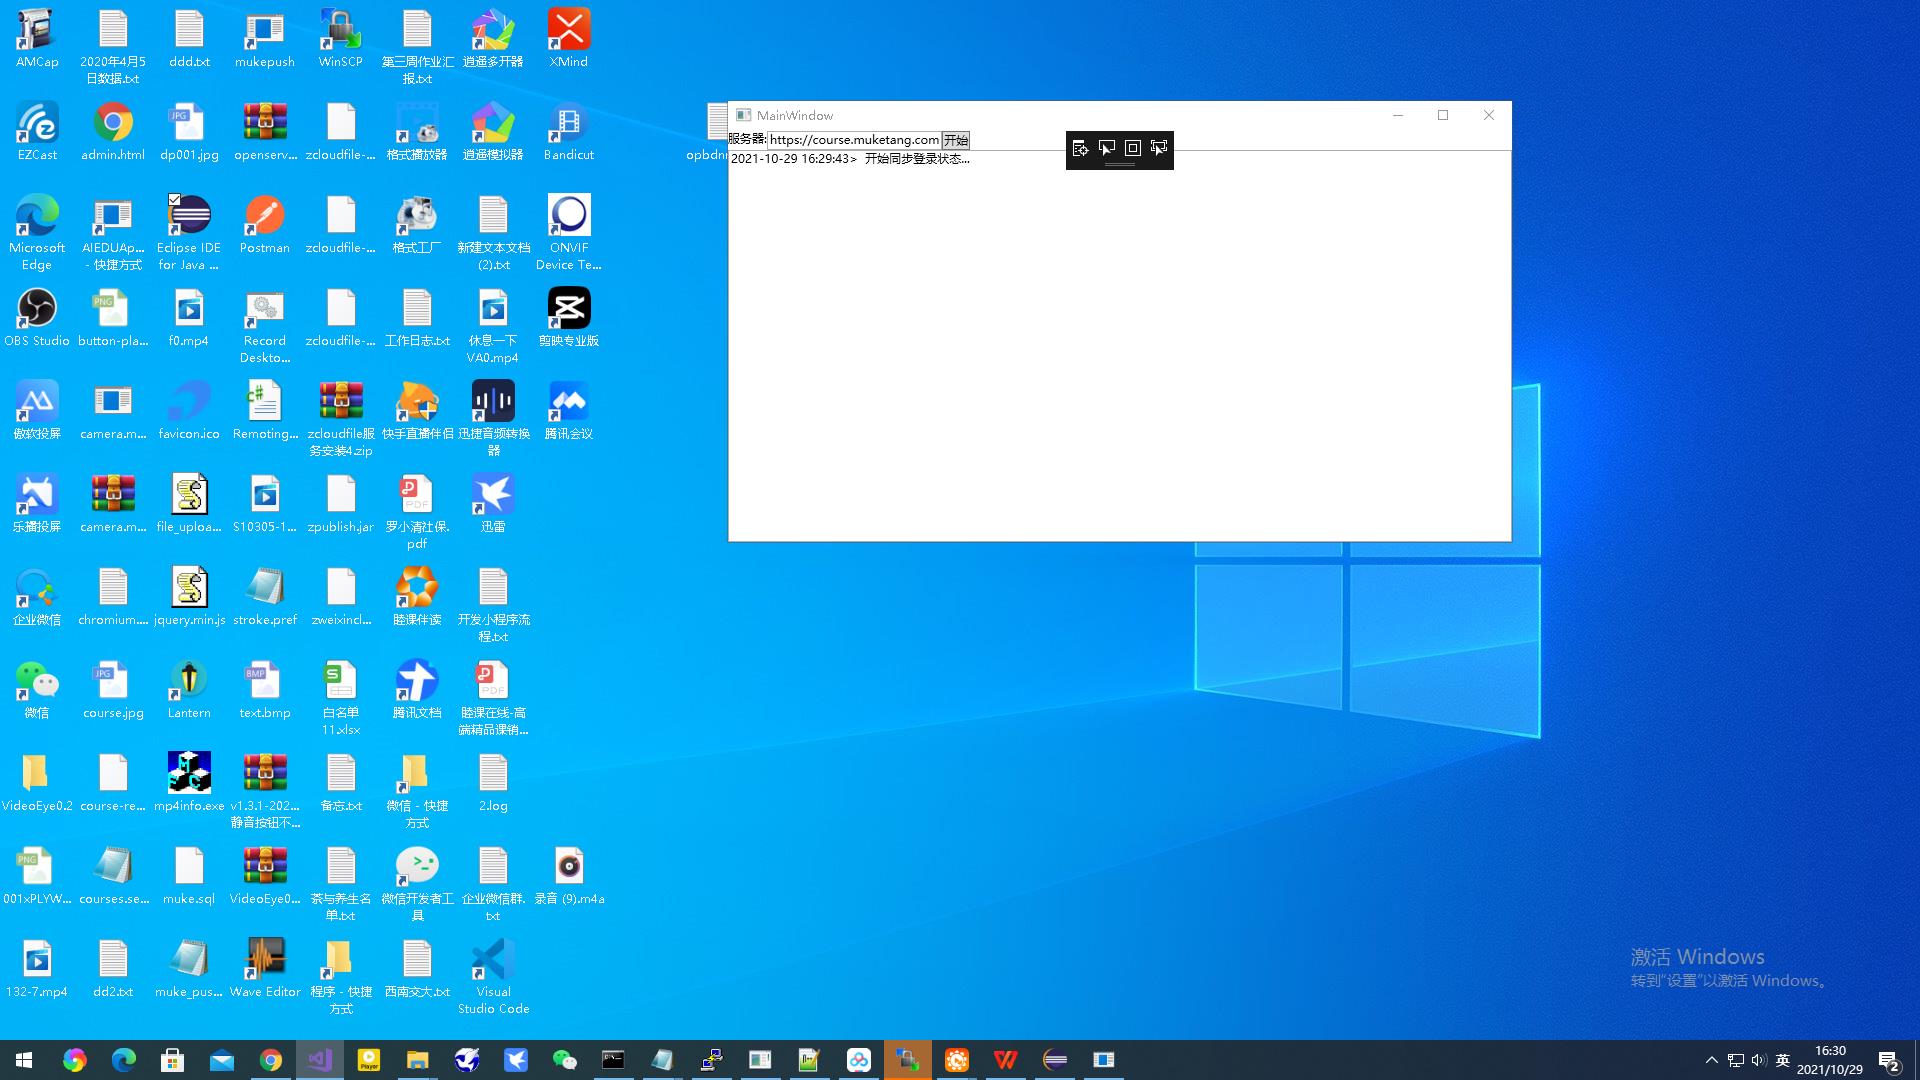 AMCap
2020年4月5
日数据.txt
ddd.txt
mukepush
WinSCP
第三周作业汇
报.txt
逍遥多开器
XMind
EZCast
admin.html
dp001.jpg
openserv...
zcloudfile-...
格式播放器
逍遥模拟器
Bandicut
Microsoft
Edge
AIEDUAp...
- 快捷方式
Eclipse IDE
for Java ...
Postman
zcloudfile-...
格式工厂
新建文本文档
(2).txt
ONVIF
Device Te...
OBS Studio
button-pla...
f0.mp4
Record
Deskto...
zcloudfile-...
工作日志.txt
休息一下
VA0.mp4
剪映专业版
傲软投屏
camera.m...
favicon.ico
Remoting...
zcloudfile服
务安装4.zip
快手直播伴侣
迅捷音频转换
器
腾讯会议
乐播投屏
camera.m...
file_uploa...
S10305-1...
zpublish.jar
罗小清社保.
pdf
迅雷
企业微信
chromium....
jquery.min.js
stroke.pref
zweixincl...
睦课伴读
开发小程序流
程.txt
微信
course.jpg
Lantern
text.bmp
白名单
11.xlsx
腾讯文档
睦课在线-高
端精品课销...
VideoEye0.2
course-re...
mp4info.exe
v1.3.1-202...
静音按钮不...
备忘.txt
微信 - 快捷
方式
2.log
001xPLYW...
courses.se...
muke.sql
VideoEye0...
茶与养生名
单.txt
微信开发者工
具
企业微信群.
txt
录音 (9).m4a
132-7.mp4
dd2.txt
muke_pus...
Wave Editor
程序 - 快捷
方式
西南交大.txt
Visual
Studio Code
MainWindow
服务器:
https://course.muketang.com
开始
2021-10-29 16:29:43> 开始同步登录状态...
激活 Windows
转到“设置”以激活 Windows。
英
16:30
2021/10/29
2